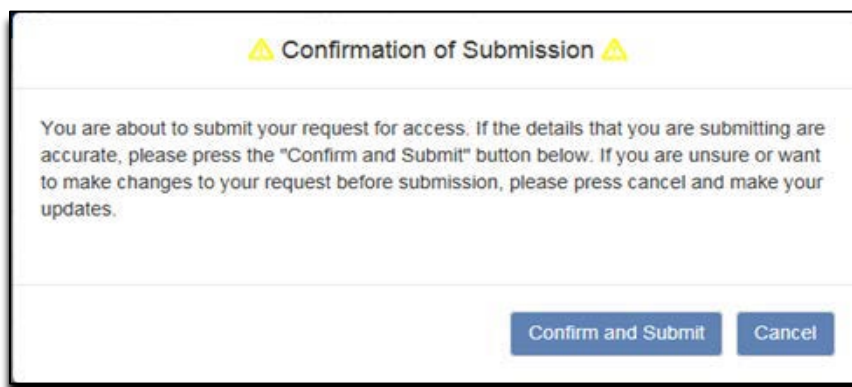 Confirmation of Submission
You are about to submit your request for access. If the details that you are submitting are
accurate, please press the "Confirm and Submit" button below. If you are unsure or want
to make changes to your request before submission, please press cancel and make your
updates.
Confirm and Submit Cancel